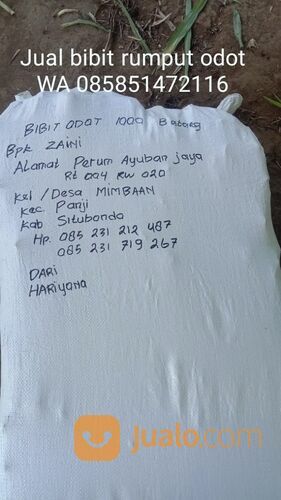 Jual bibit rumput odot
WA 085851472116
BIBIT ODOT 1000 Batang
Bpk ZAINI
ALamat Perum Ayuban jaya
Rt 004 RW 020
Kel / Desa MIMBAAN
Kec Panji
Kab Situbondo
Hp. 085 231 212 487
085 231 719 267
DARI
HARIyana
Jualo.com